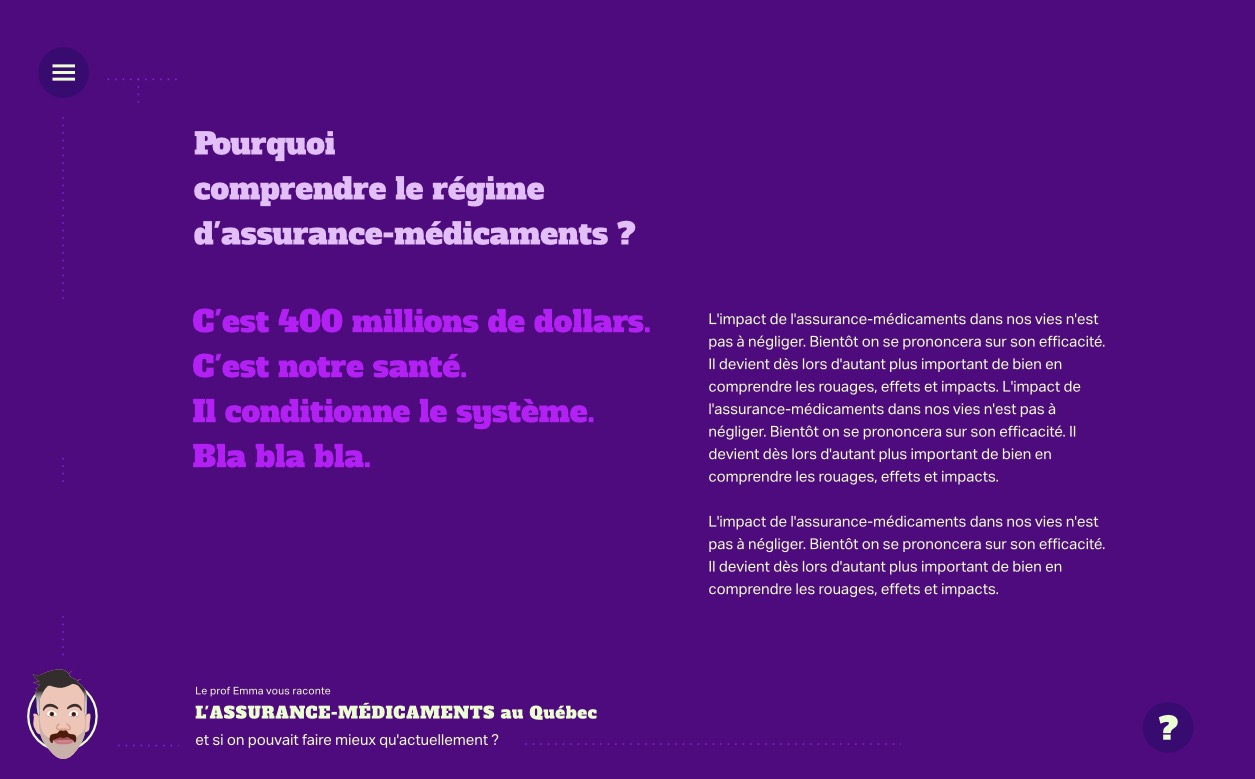 Pourquoi
comprendre le régime
d'assurance-médicaments ?
C'est 400 millions de dollars.
C'est notre santé.
Il conditionne le système.
Bla bla bla.
L'impact de l'assurance-médicaments dans nos vies n'est
pas à négliger. Bientôt on se prononcera sur son efficacité.
Il devient dès lors d'autant plus important de bien en
comprendre les rouages, effets et impacts. L'impact de
l'assurance-médicaments dans nos vies n'est pas à
négliger. Bientôt on se prononcera sur son efficacité. Il
devient dès lors d'autant plus important de bien en
comprendre les rouages, effets et impacts.
L'impact de l'assurance-médicaments dans nos vies n'est
pas à négliger. Bientôt on se prononcera sur son efficacité.
Il devient dès lors d'autant plus important de bien en
comprendre les rouages, effets et impacts.
Le prof Emma vous raconte
L'ASSURANCE-MÉDICAMENTS au Québec
et si on pouvait faire mieux qu'actuellement ?
?